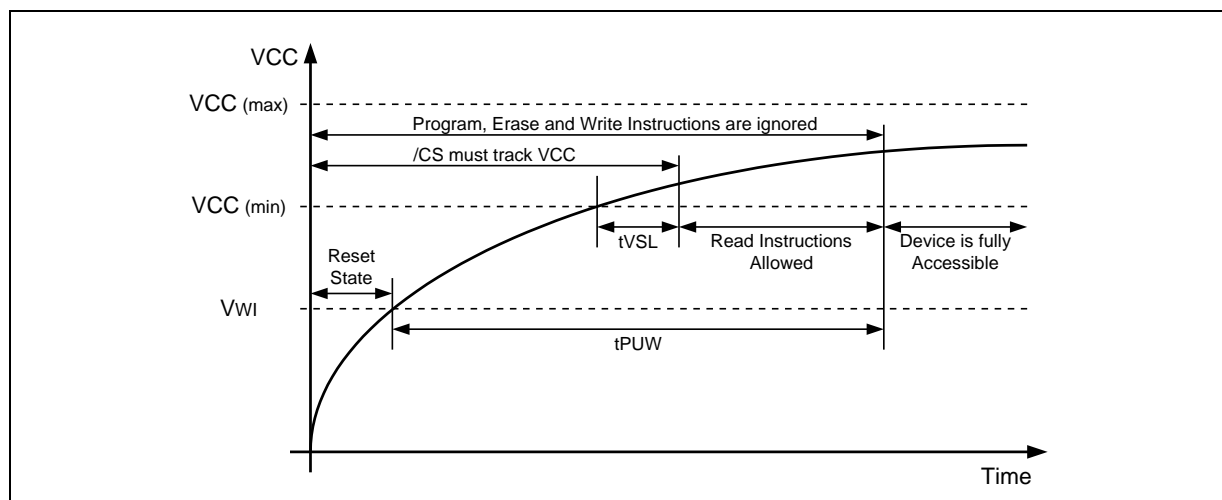 VCC
VCC (max)
Program, Erase and Write Instructions are ignored
/CS must track VCC
VCC (min)
tVSL
Read Instructions
Allowed
Device is fully
Accessible
Reset
State
VWI
tPUW
Time